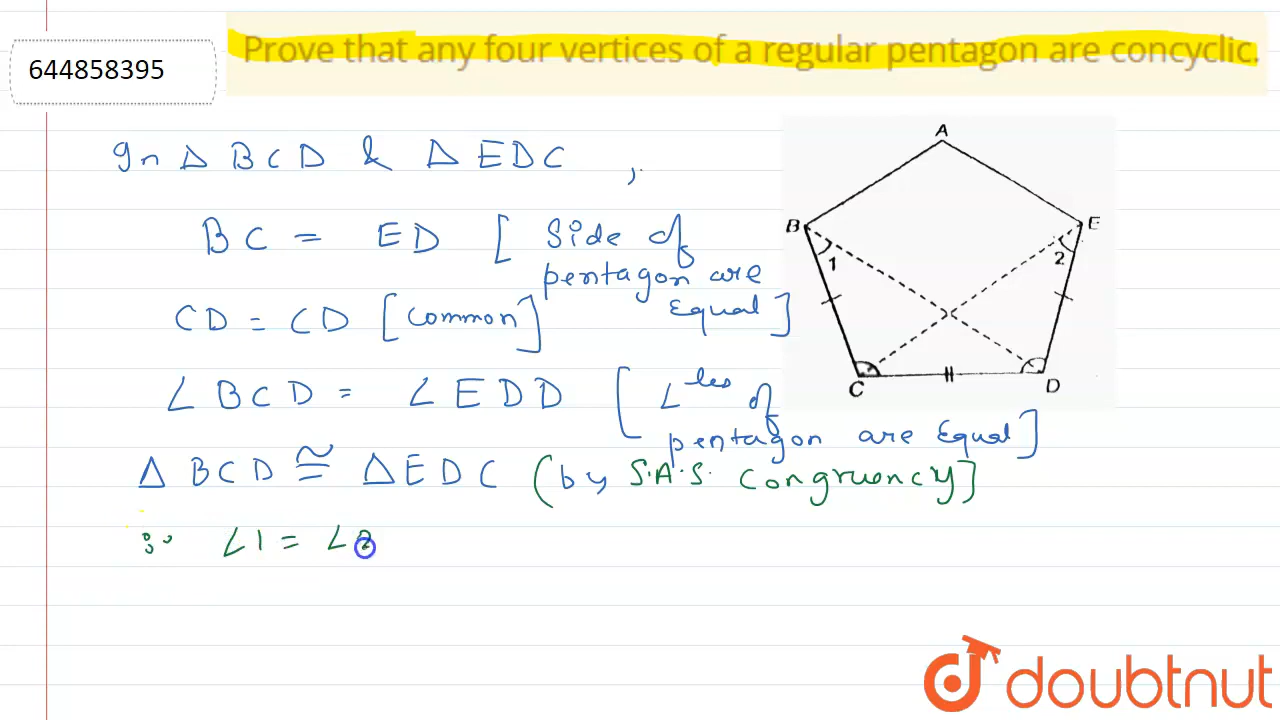 644858395
Prove that any four vertices of a regular pentagon are concyclic.
In Δ BCD & Δ EDC ,
BC = ED [ Side of
pentagon are
Equal ]
CD = CD [Common]
∠ BCD = ∠ EDD [ ∠les of
pentagon are Equal ]
Δ BCD ≅ Δ EDC (by S.A.S. Congruency]
∵ ∠1 = ∠2
A
B
E
1
2
C
D
doubtnut